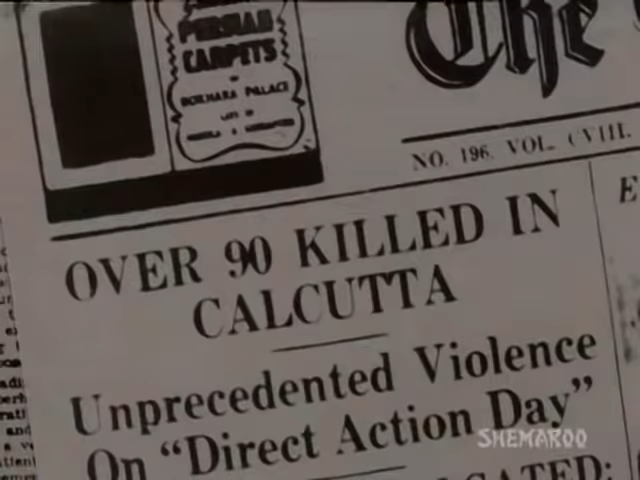 PERSIAN
CARPETS
BOKHARA PALACE
The
NO. 196. VOL. CVIII.
OVER 90 KILLED IN
CALCUTTA
Unprecedented Violence
On “Direct Action Day”
SHEMAROO